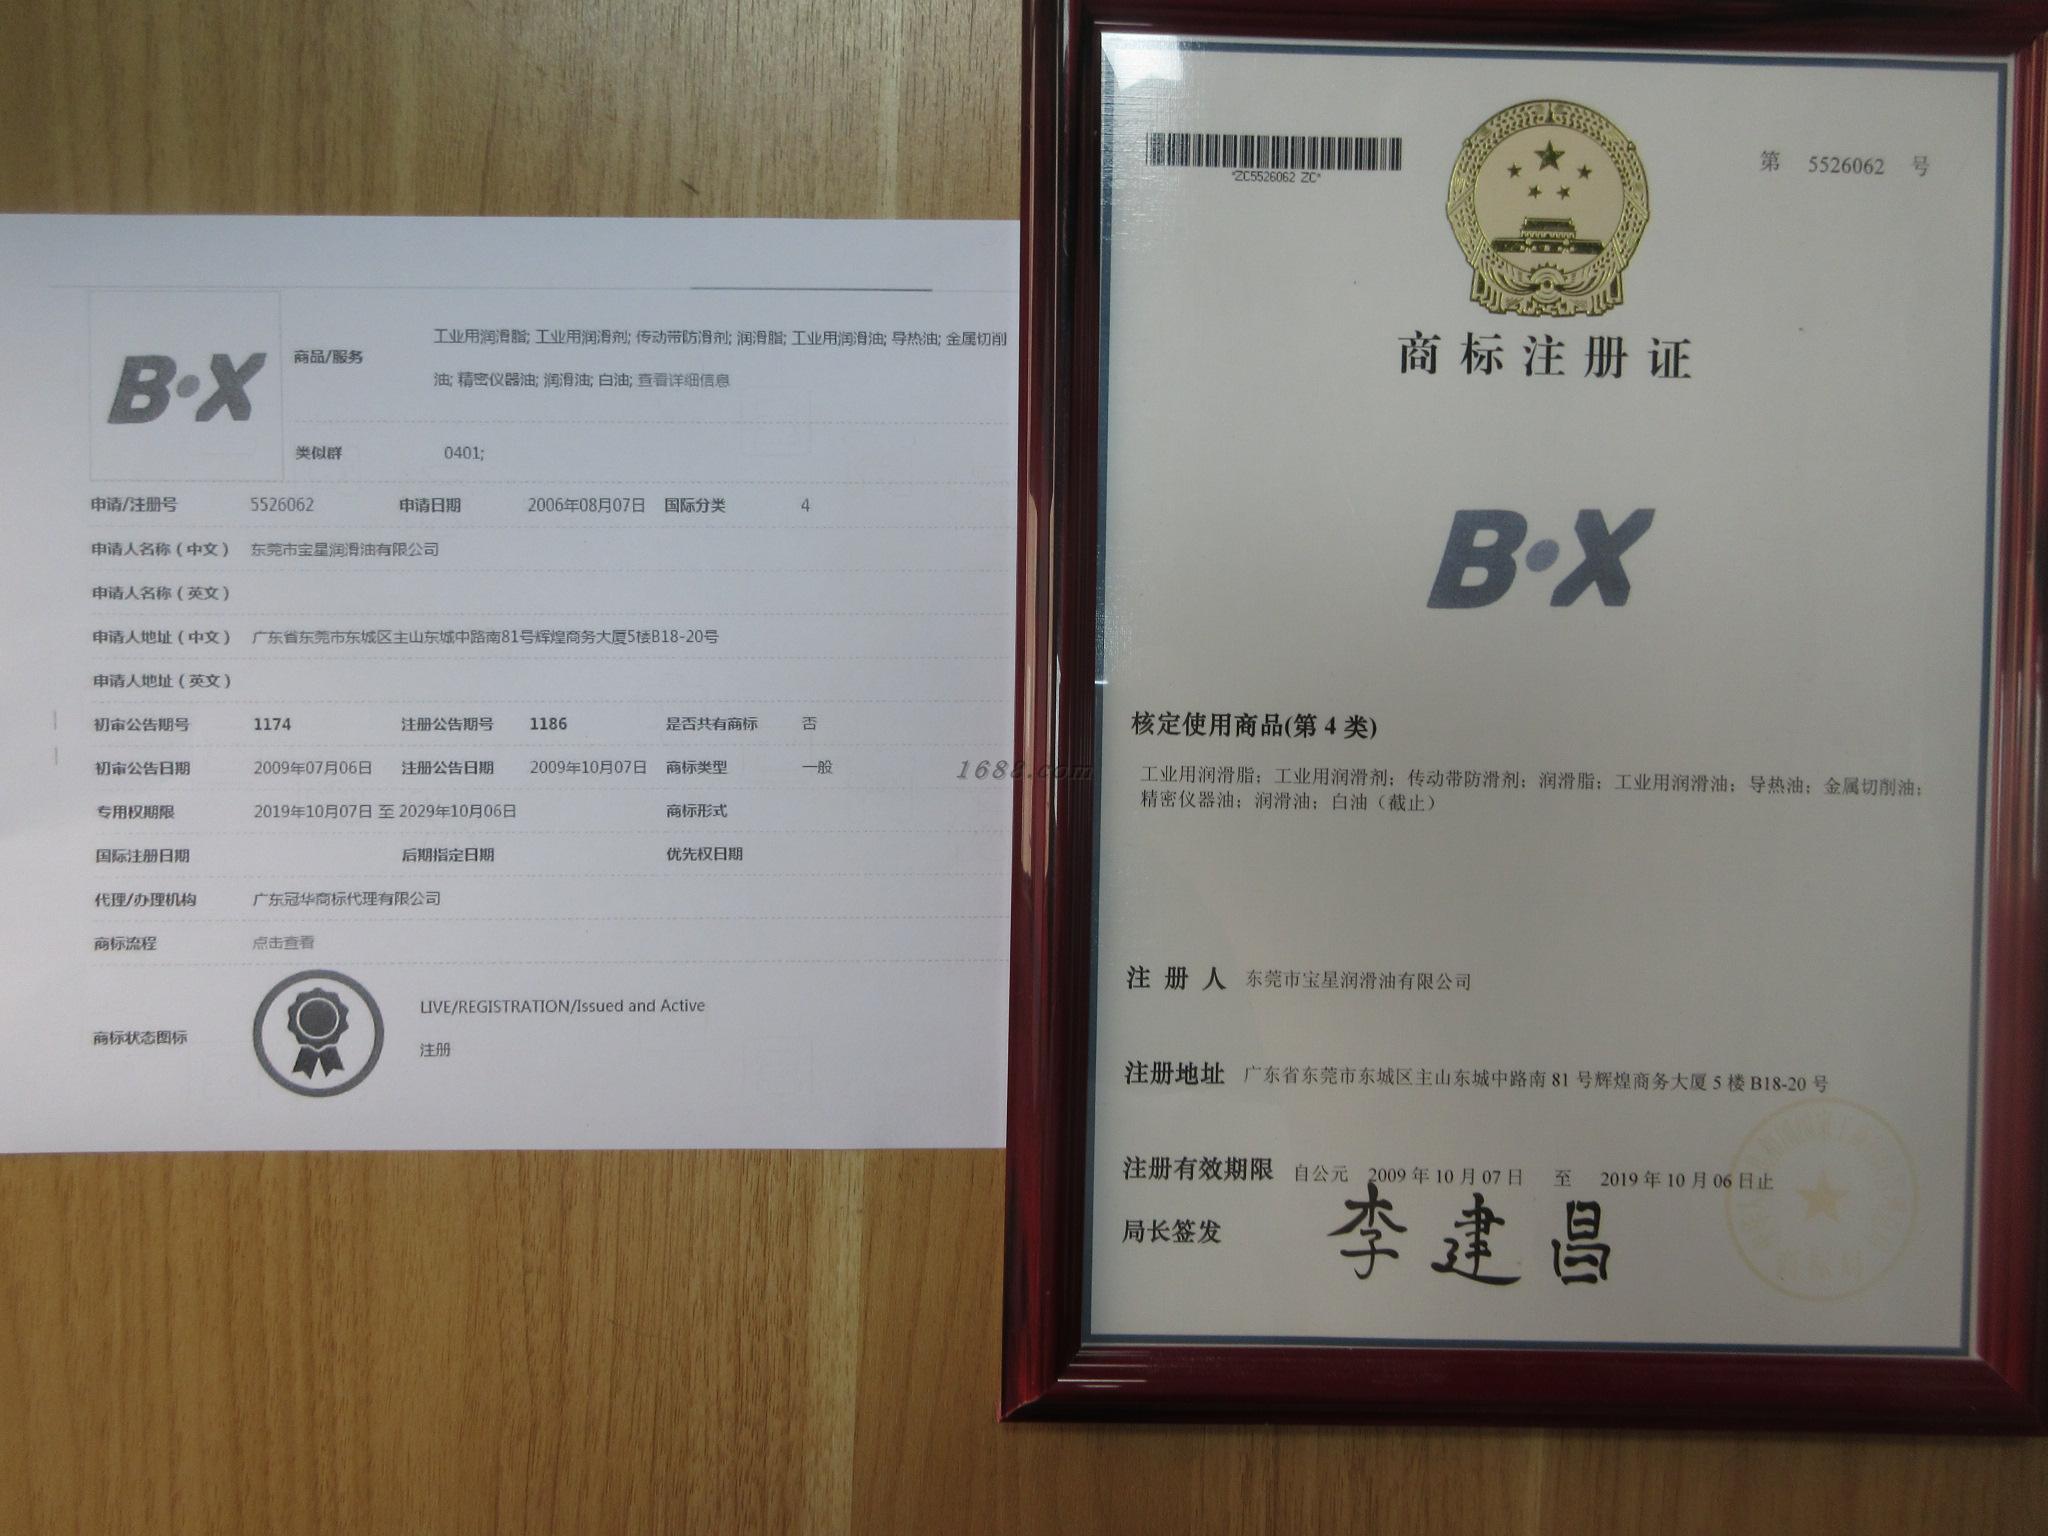 B·X
商品/服务
工业用润滑脂; 工业用润滑剂; 传动带防滑剂; 润滑脂; 工业用润滑油; 导热油; 金属切削
油; 精密仪器油; 润滑油; 白油; 查看详细信息
类似群 0401;
申请/注册号 5526062 申请日期 2006年08月07日 国际分类 4
申请人名称（中文） 东莞市宝星润滑油有限公司
申请人名称（英文）
申请人地址（中文） 广东省东莞市东城区主山东城中路南81号辉煌商务大厦5楼B18-20号
申请人地址（英文）
初审公告期号 1174 注册公告期号 1186 是否共有商标 否
初审公告日期 2009年07月06日 注册公告日期 2009年10月07日 商标类型 一般
专用权期限 2019年10月07日 至 2029年10月06日 商标形式
国际注册日期 后期指定日期 优先权日期
代理/办理机构 广东冠华商标代理有限公司
商标流程 点击查看
商标状态图标
LIVE/REGISTRATION/Issued and Active
注册
1688.com
*ZC5526062 ZC*
第 5526062 号
商标注册证
B·X
核定使用商品(第 4 类)
工业用润滑脂；工业用润滑剂；传动带防滑剂；润滑脂；工业用润滑油；导热油；金属切削油；
精密仪器油；润滑油；白油（截止）
注 册 人 东莞市宝星润滑油有限公司
注册地址 广东省东莞市东城区主山东城中路南 81 号辉煌商务大厦 5 楼 B18-20 号
注册有效期限 自公元 2009 年 10 月 07 日 至 2019 年 10 月 06 日止
局长签发 李建昌